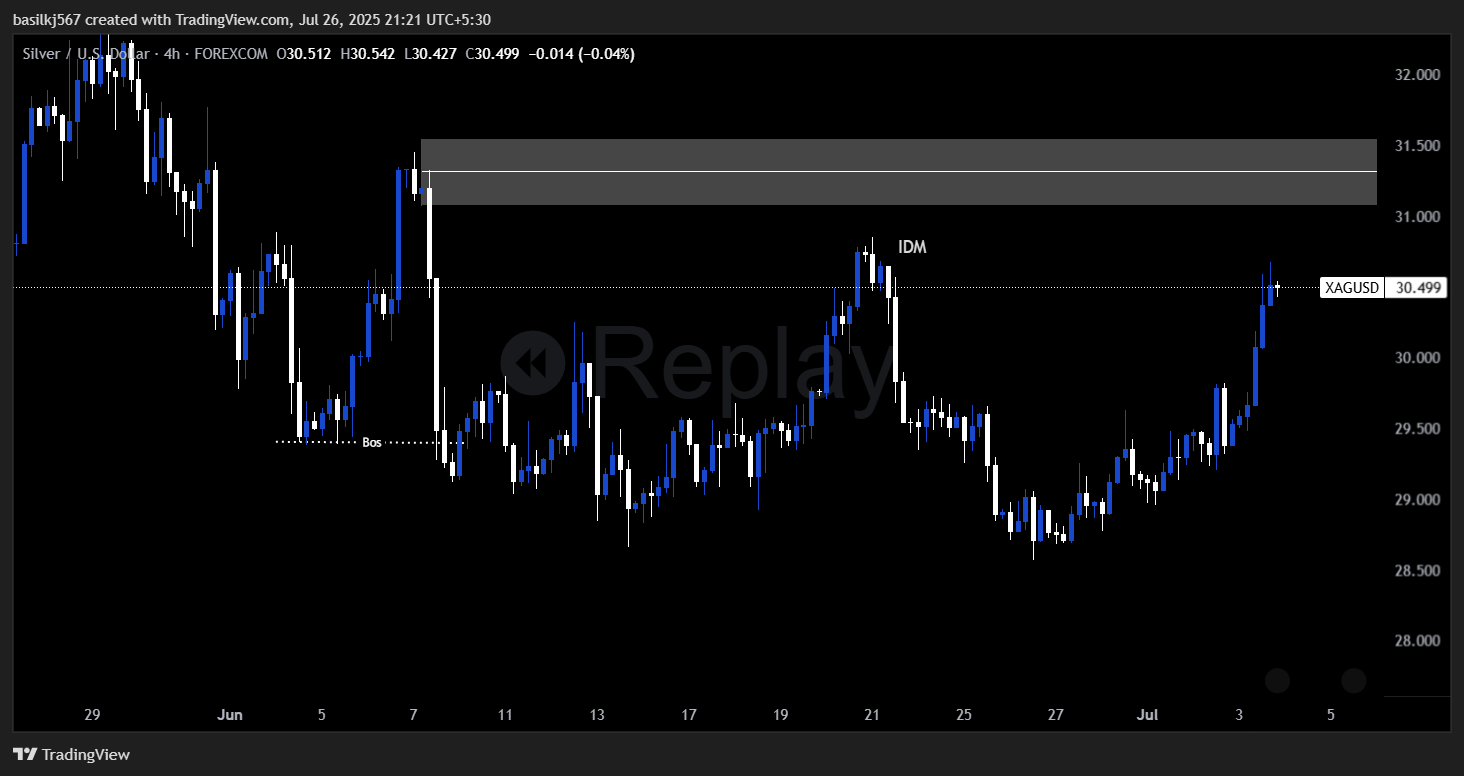 basilkj567 created with TradingView.com, Jul 26, 2025 21:21 UTC+5:30
Silver / U.S. Dollar · 4h · FOREXCOM O30.512 H30.542 L30.427 C30.499 −0.014 (−0.04%)
32.000
31.500
31.000
IDM
XAGUSD 30.499
Replay
30.000
Bos
29.500
29.000
28.500
28.000
29 Jun 5 7 11 13 17 19 21 25 27 Jul 3 5
TradingView